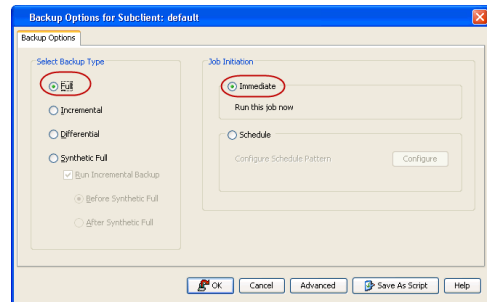 Backup Options for Subclient: default
Backup Options
Select Backup Type
Full
Incremental
Differential
Synthetic Full
Run Incremental Backup
Before Synthetic Full
After Synthetic Full
Job Initiation
Immediate
Run this job now
Schedule
Configure Schedule Pattern
Configure
OK
Cancel
Advanced
Save As Script
Help